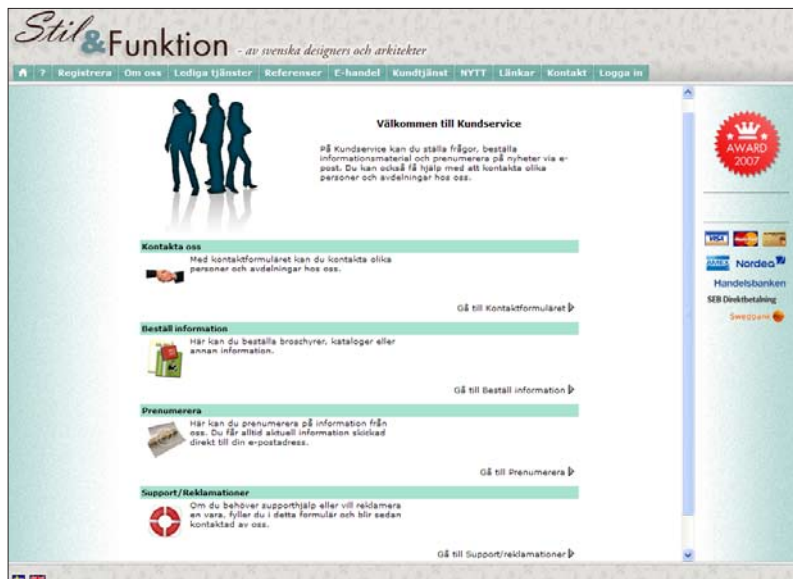 Stil&Funktion - av svenska designers och arkitekter
? Registrera Om oss Lediga tjänster Referenser E-handel Kundtjänst NYTT Länkar Kontakt Logga in
Välkommen till Kundservice
På Kundservice kan du ställa frågor, beställa
informationsmaterial och prenumerera på nyheter via e-
post. Du kan också få hjälp med att kontakta olika
personer och avdelningar hos oss.
AWARD
2007
Kontakta oss
Med kontaktformuläret kan du kontakta olika
personer och avdelningar hos oss.
Gå till Kontaktformuläret
Beställ information
Här kan du beställa broschyrer, kataloger eller
annan information.
Gå till Beställ information
Prenumerera
Här kan du prenumerera på information från
oss. Du får alltid aktuell information skickad
direkt till din e-postadress.
Gå till Prenumerera
Support/Reklamationer
Om du behöver supporthjälp eller vill reklamera
en vara, fyller du i detta formulär och blir sedan
kontaktad av oss.
Gå till Support/reklamationer
VISA
Nordea
Handelsbanken
SEB Direktbetalning
Swedbank